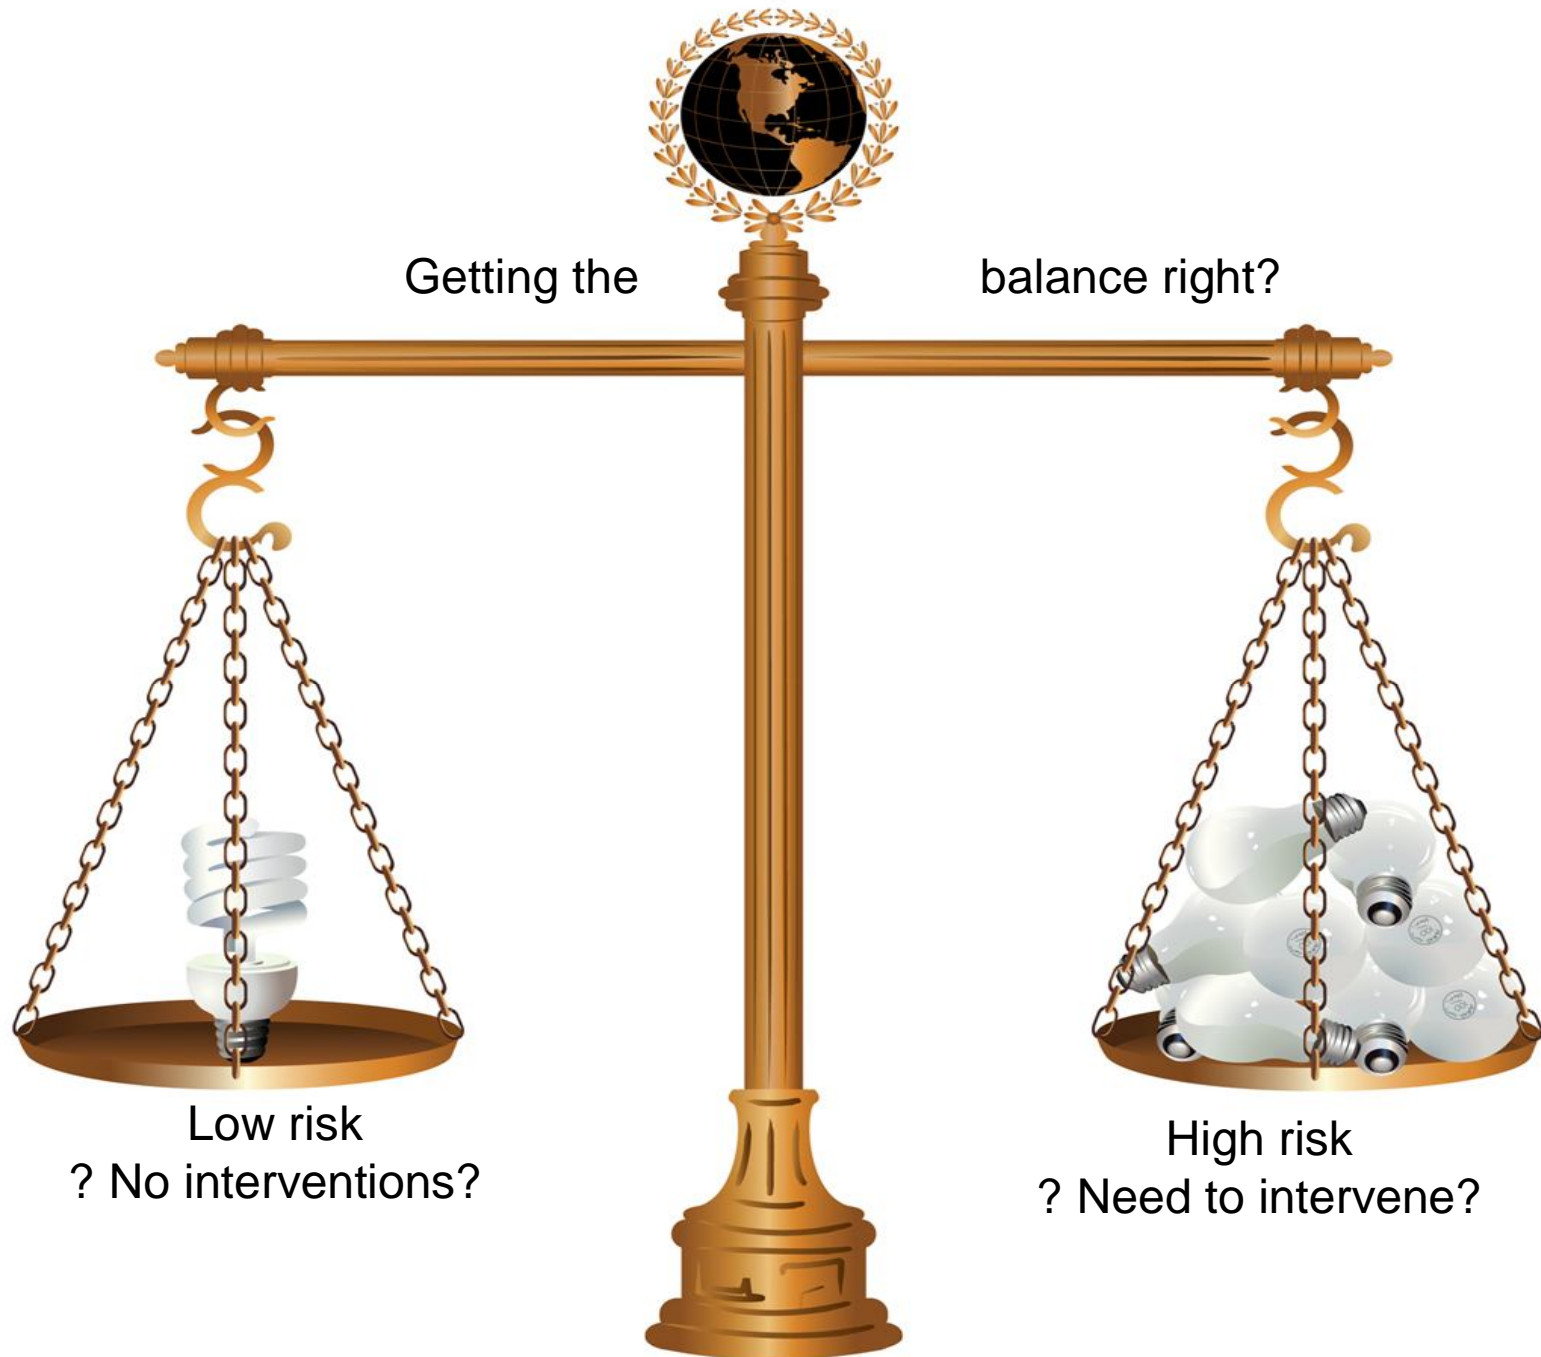 Getting the balance right?
Low risk
? No interventions?
High risk
? Need to intervene?